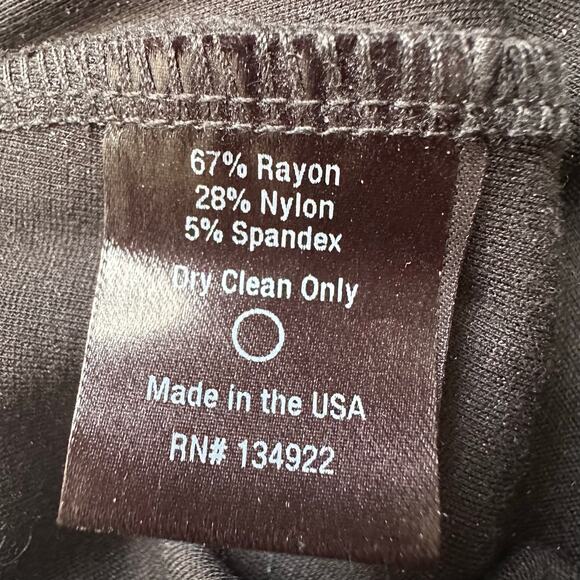 67% Rayon
28% Nylon
5% Spandex
Dry Clean Only
Made in the USA
RN# 134922